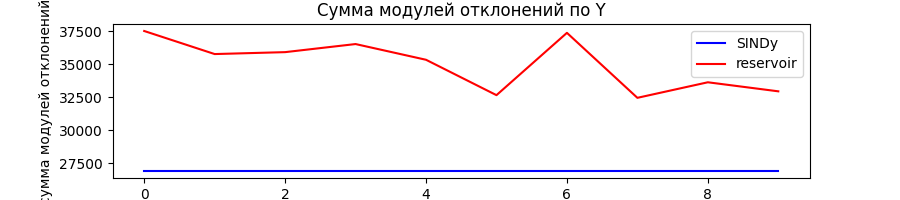 Сумма модулей отклонений по Y
умма модулей отклонений
37500
35000
32500
30000
27500
SINDy
reservoir
0
2
4
6
8